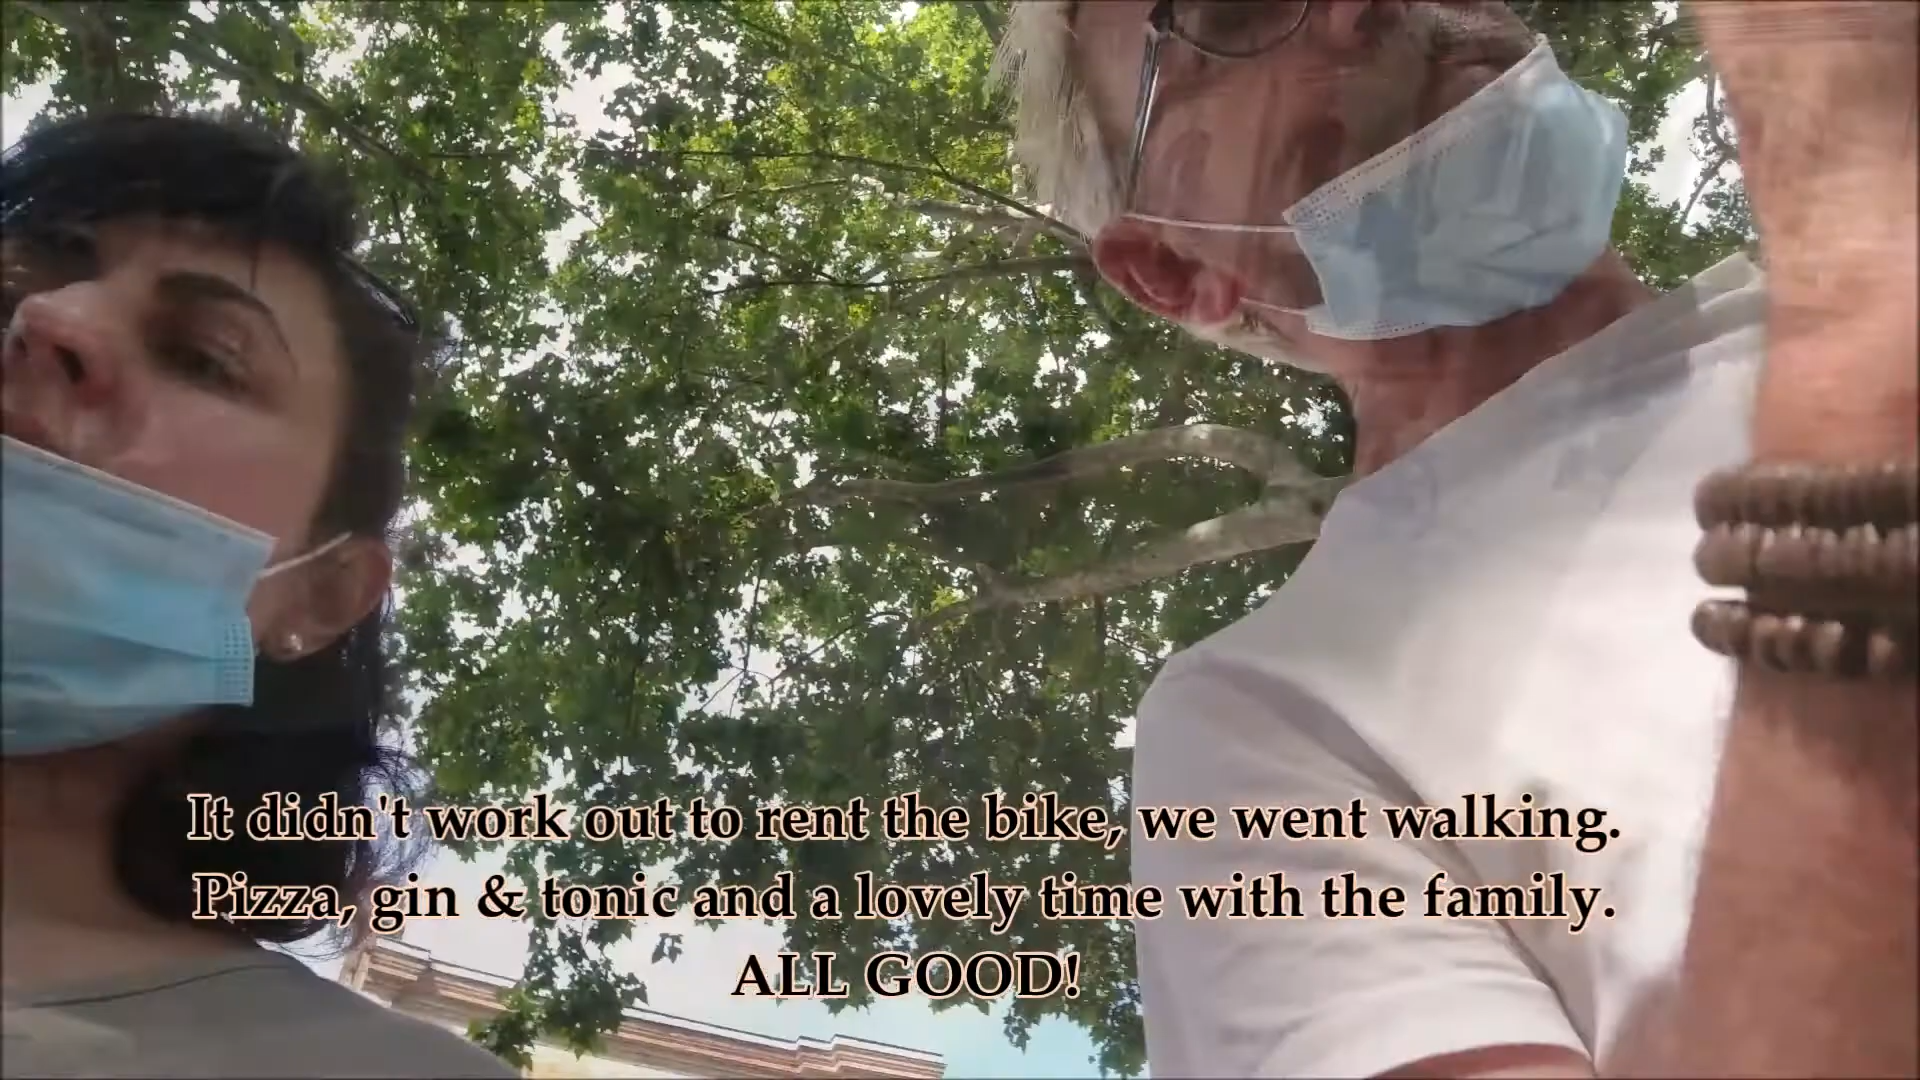 It didn't work out to rent the bike, we went walking.
Pizza, gin & tonic and a lovely time with the family.
ALL GOOD!